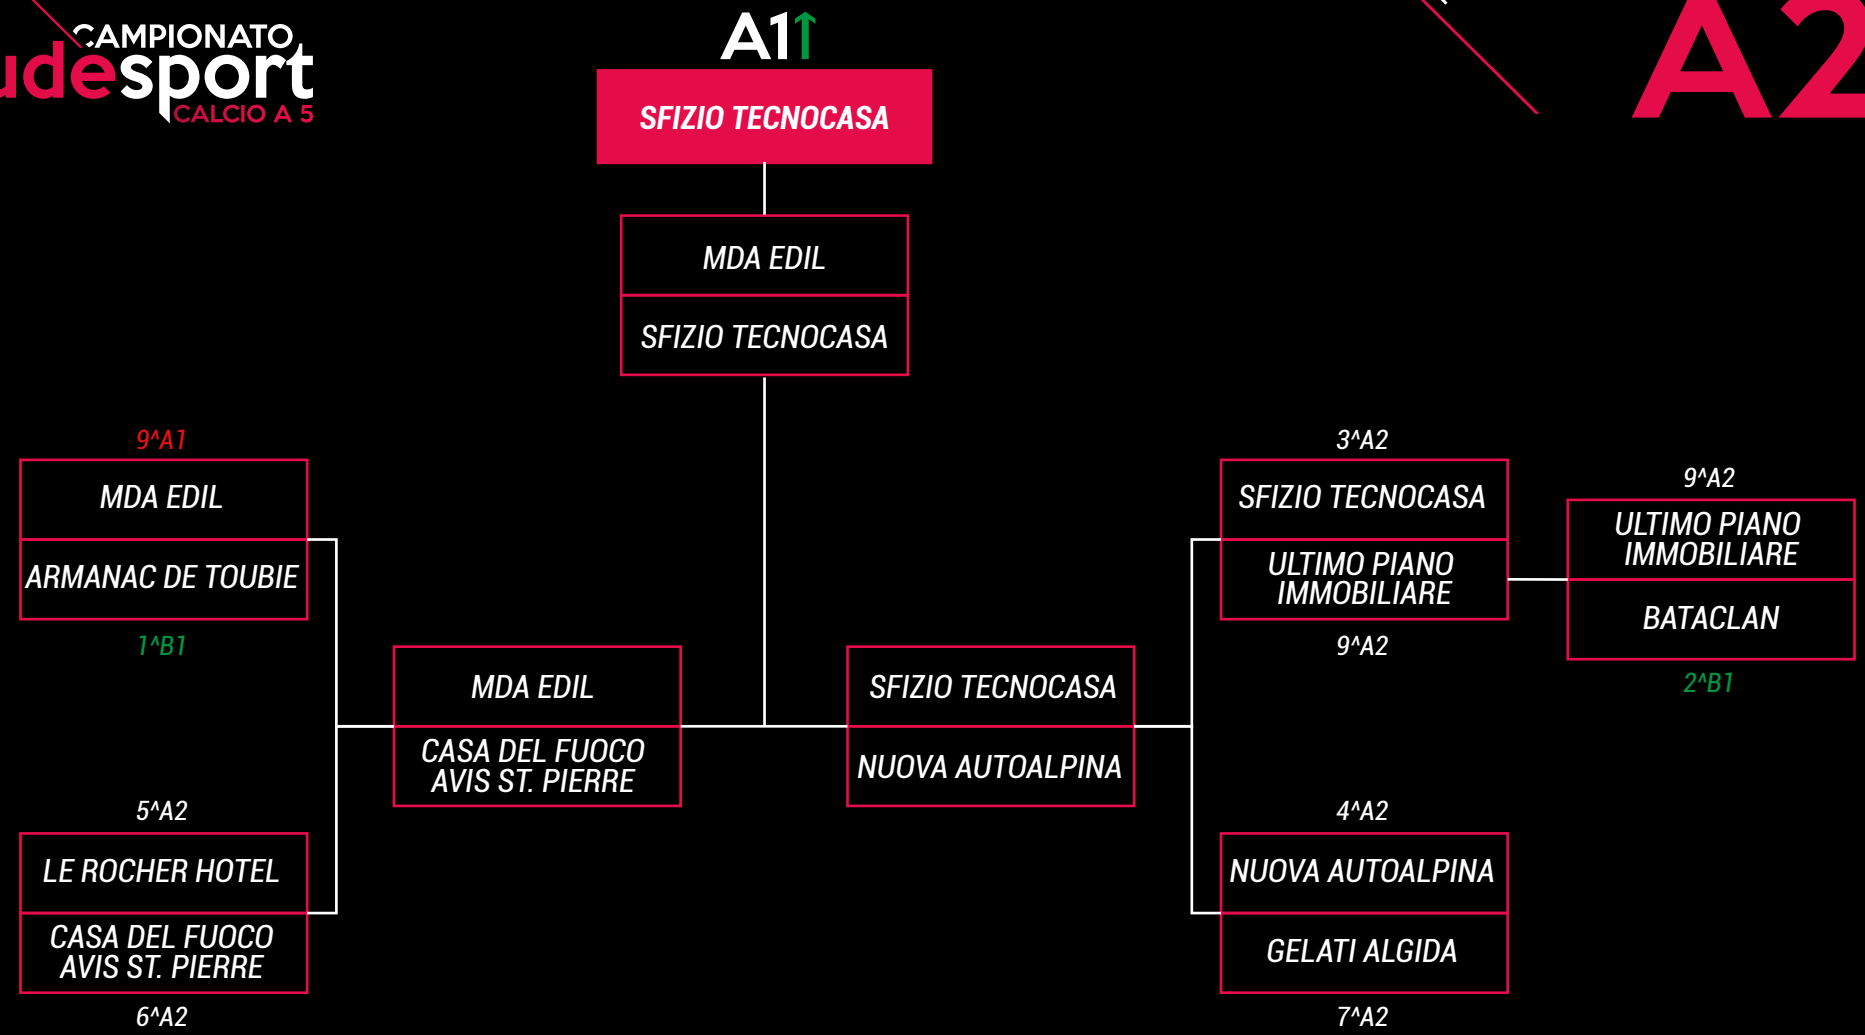 CAMPIONATO
udesport
CALCIO A 5
A1↑
A2
SFIZIO TECNOCASA
MDA EDIL
SFIZIO TECNOCASA
9^A1
MDA EDIL
ARMANAC DE TOUBIE
1^B1
5^A2
LE ROCHER HOTEL
CASA DEL FUOCO
AVIS ST. PIERRE
6^A2
MDA EDIL
CASA DEL FUOCO
AVIS ST. PIERRE
SFIZIO TECNOCASA
NUOVA AUTOALPINA
3^A2
SFIZIO TECNOCASA
ULTIMO PIANO
IMMOBILIARE
9^A2
4^A2
NUOVA AUTOALPINA
GELATI ALGIDA
7^A2
9^A2
ULTIMO PIANO
IMMOBILIARE
BATACLAN
2^B1